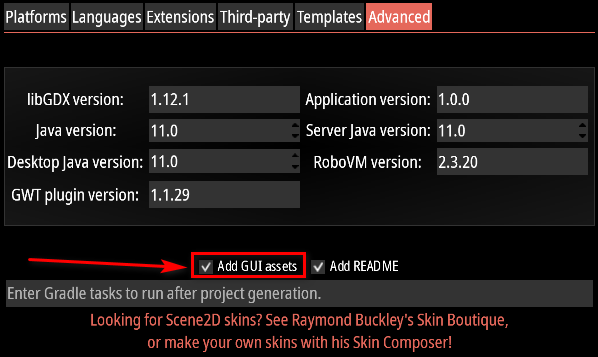 Platforms Languages Extensions Third-party Templates Advanced
libGDX version: 1.12.1 Application version: 1.0.0
Java version: 11.0 Server Java version: 11.0
Desktop Java version: 11.0 RoboVM version: 2.3.20
GWT plugin version: 1.1.29
Add GUI assets Add README
Enter Gradle tasks to run after project generation.
Looking for Scene2D skins? See Raymond Buckley's Skin Boutique,
or make your own skins with his Skin Composer!